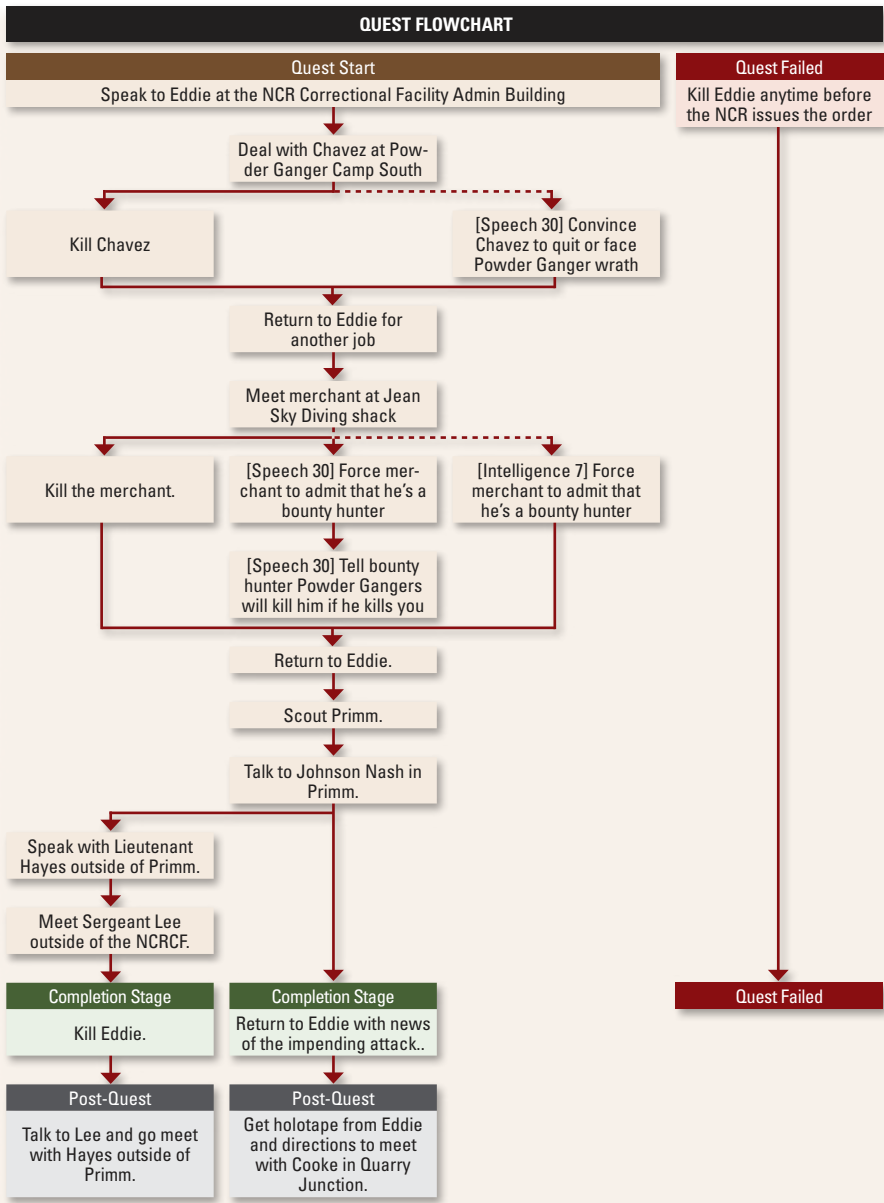 QUEST FLOWCHART
Quest Start
Speak to Eddie at the NCR Correctional Facility Admin Building
Quest Failed
Kill Eddie anytime before
the NCR issues the order
Deal with Chavez at Pow-
der Ganger Camp South
Kill Chavez
[Speech 30] Convince
Chavez to quit or face
Powder Ganger wrath
Return to Eddie for
another job
Meet merchant at Jean
Sky Diving shack
Kill the merchant.
[Speech 30] Force mer-
chant to admit that he's a
bounty hunter
[Intelligence 7] Force
merchant to admit that
he's a bounty hunter
[Speech 30] Tell bounty
hunter Powder Gangers
will kill him if he kills you
Return to Eddie.
Scout Primm.
Talk to Johnson Nash in
Primm.
Speak with Lieutenant
Hayes outside of Primm.
Meet Sergeant Lee
outside of the NCRCF.
Completion Stage
Kill Eddie.
Completion Stage
Return to Eddie with news
of the impending attack..
Quest Failed
Post-Quest
Talk to Lee and go meet
with Hayes outside of
Primm.
Post-Quest
Get holotape from Eddie
and directions to meet
with Cooke in Quarry
Junction.